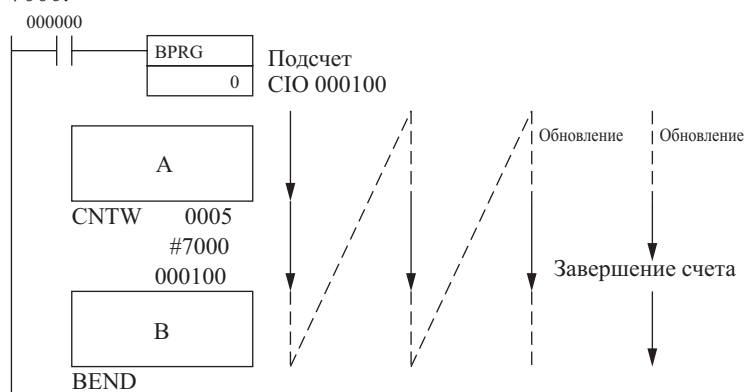 000000
BPRG
0
Подсчет
CIO 000100
A
Обновление
Обновление
CNTW 0005
#7000
000100
Завершение счета
B
BEND